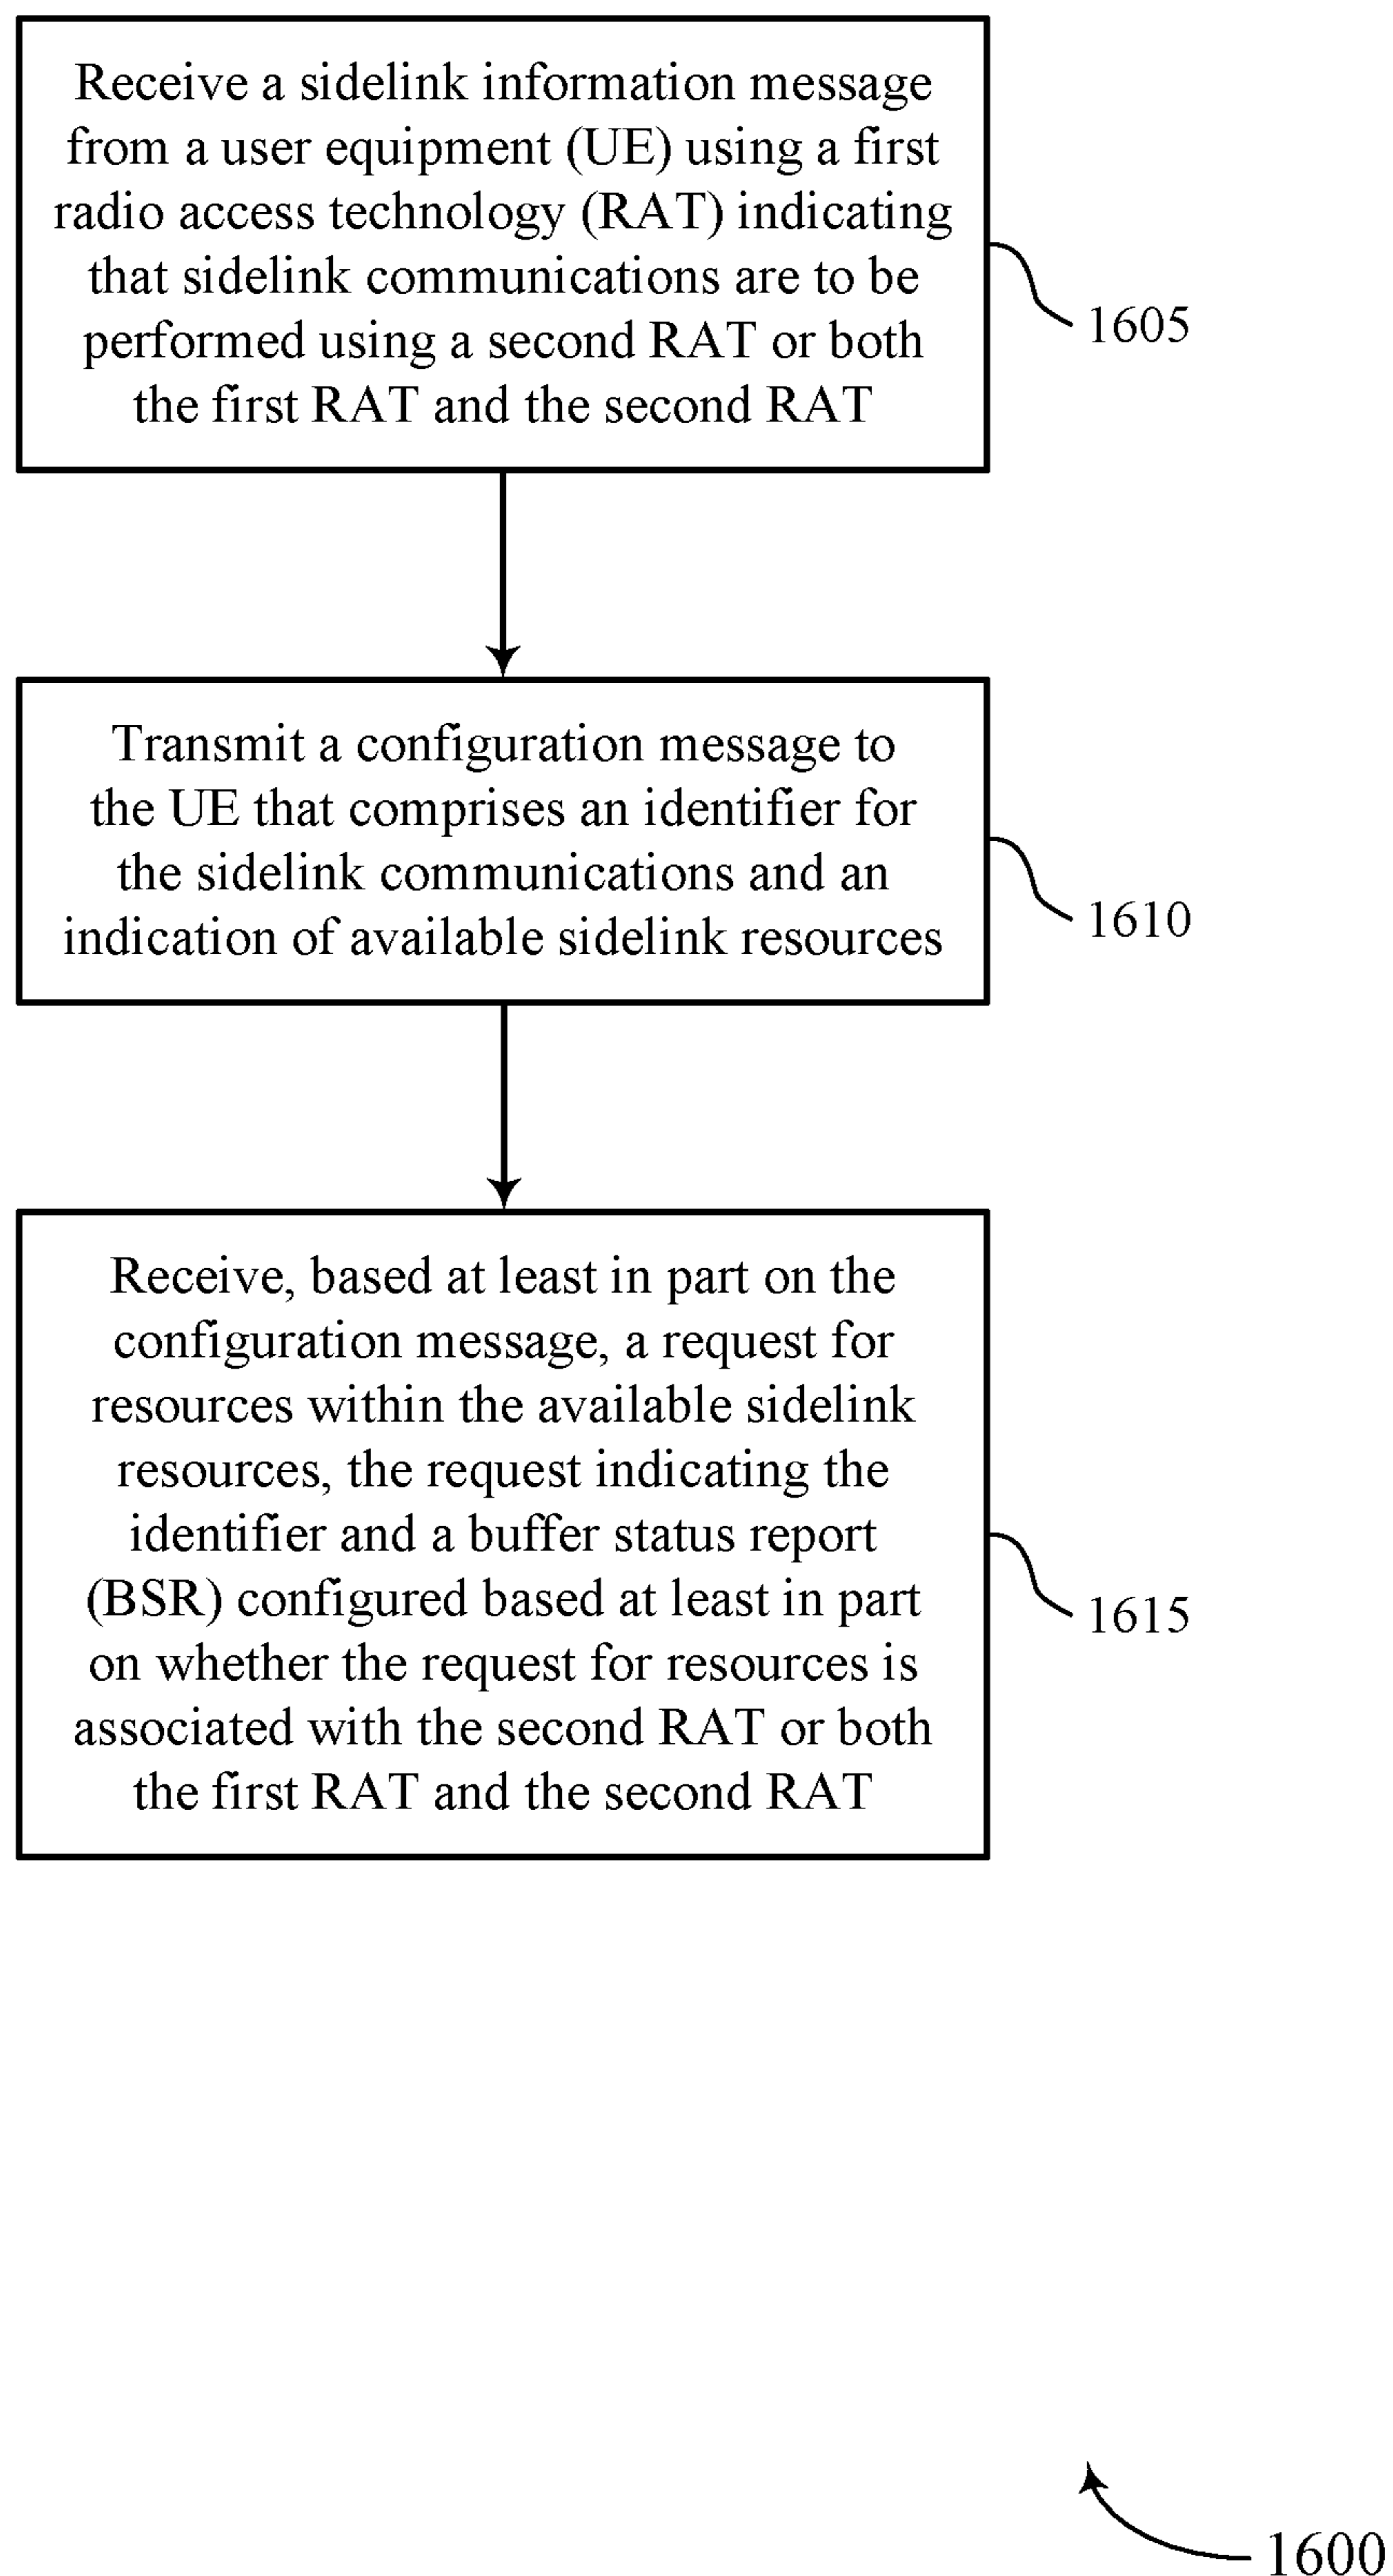 Receive a sidelink information message
from a user equipment (UE) using a first
radio access technology (RAT) indicating
that sidelink communications are to be
performed using a second RAT or both
the first RAT and the second RAT
1605
Transmit a configuration message to
the UE that comprises an identifier for
the sidelink communications and an
indication of available sidelink resources
1610
Receive, based at least in part on the
configuration message, a request for
resources within the available sidelink
resources, the request indicating the
identifier and a buffer status report
(BSR) configured based at least in part
on whether the request for resources is
associated with the second RAT or both
the first RAT and the second RAT
1615
1600